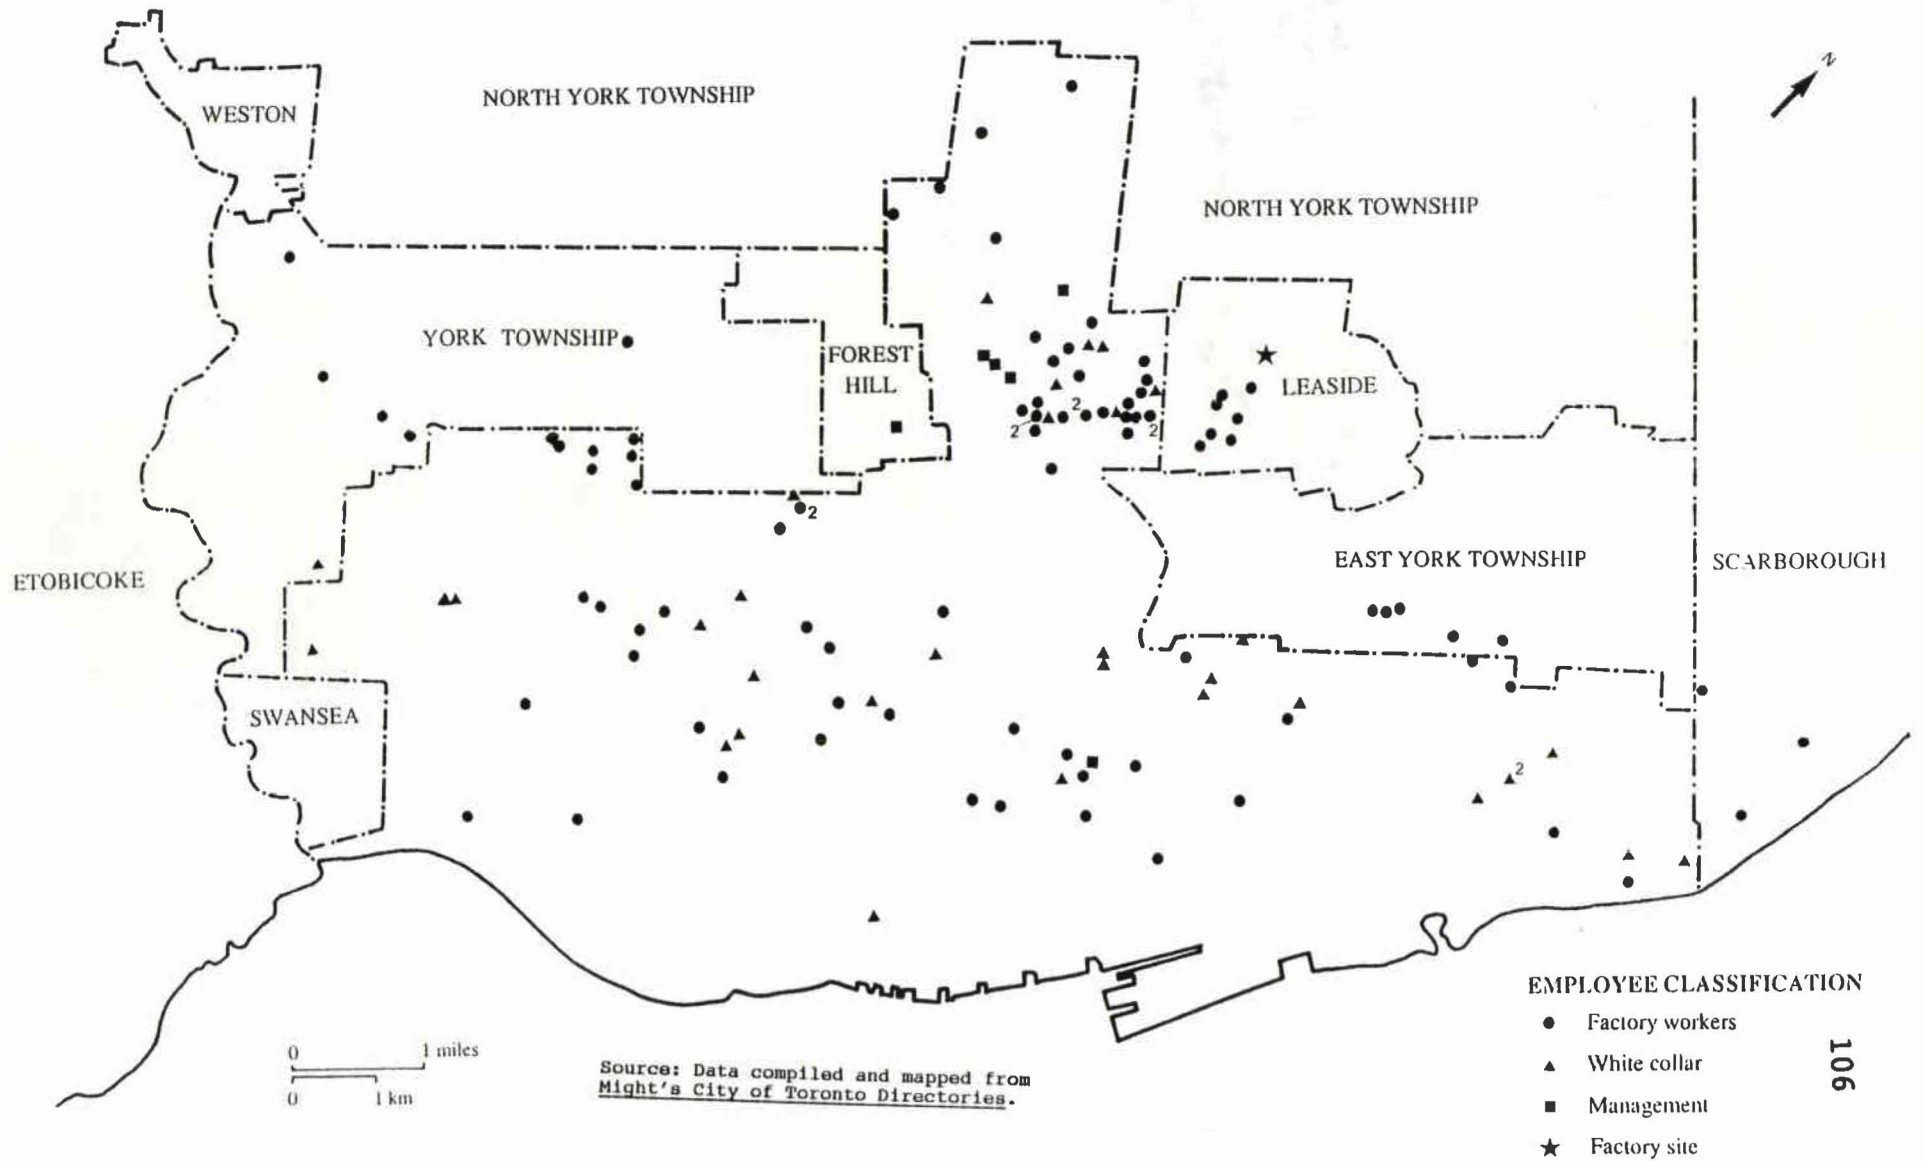 N
NORTH YORK TOWNSHIP
WESTON
NORTH YORK TOWNSHIP
YORK TOWNSHIP
FOREST
HILL
LEASIDE
2
2
2
2
ETOBICOKE
EAST YORK TOWNSHIP
SCARBOROUGH
SWANSEA
2
EMPLOYEE CLASSIFICATION
Factory workers
White collar
Management
Factory site
0 1 miles
0 1 km
Source: Data compiled and mapped from
Might's City of Toronto Directories.
106